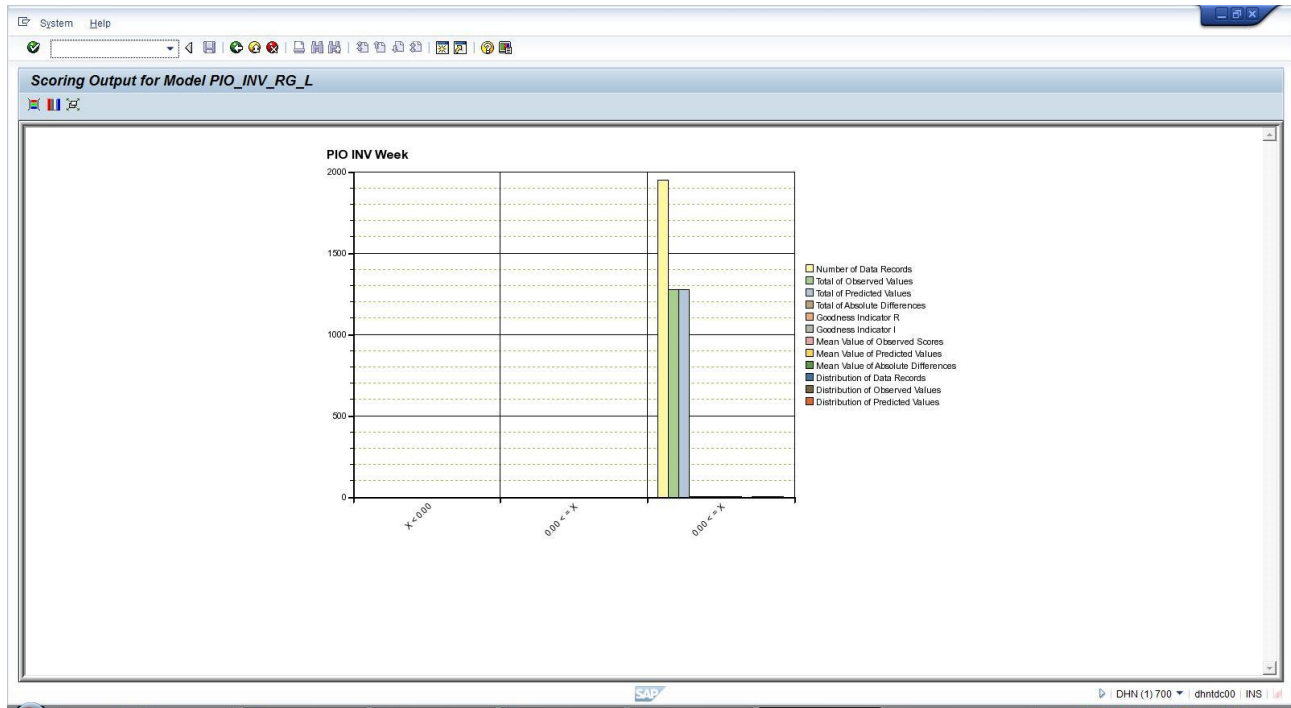 System Help
Scoring Output for Model PIO_INV_RG_L
PIO INV Week
2000
1500
1000
500
0
X < 0.00
0.00 < = X
0.00 < = X
Number of Data Records
Total of Observed Values
Total of Predicted Values
Total of Absolute Differences
Goodness Indicator R
Goodness Indicator I
Mean Value of Observed Scores
Mean Value of Predicted Values
Mean Value of Absolute Differences
Distribution of Data Records
Distribution of Observed Values
Distribution of Predicted Values
SAP
DHN (1) 700 dhntdc00 INS